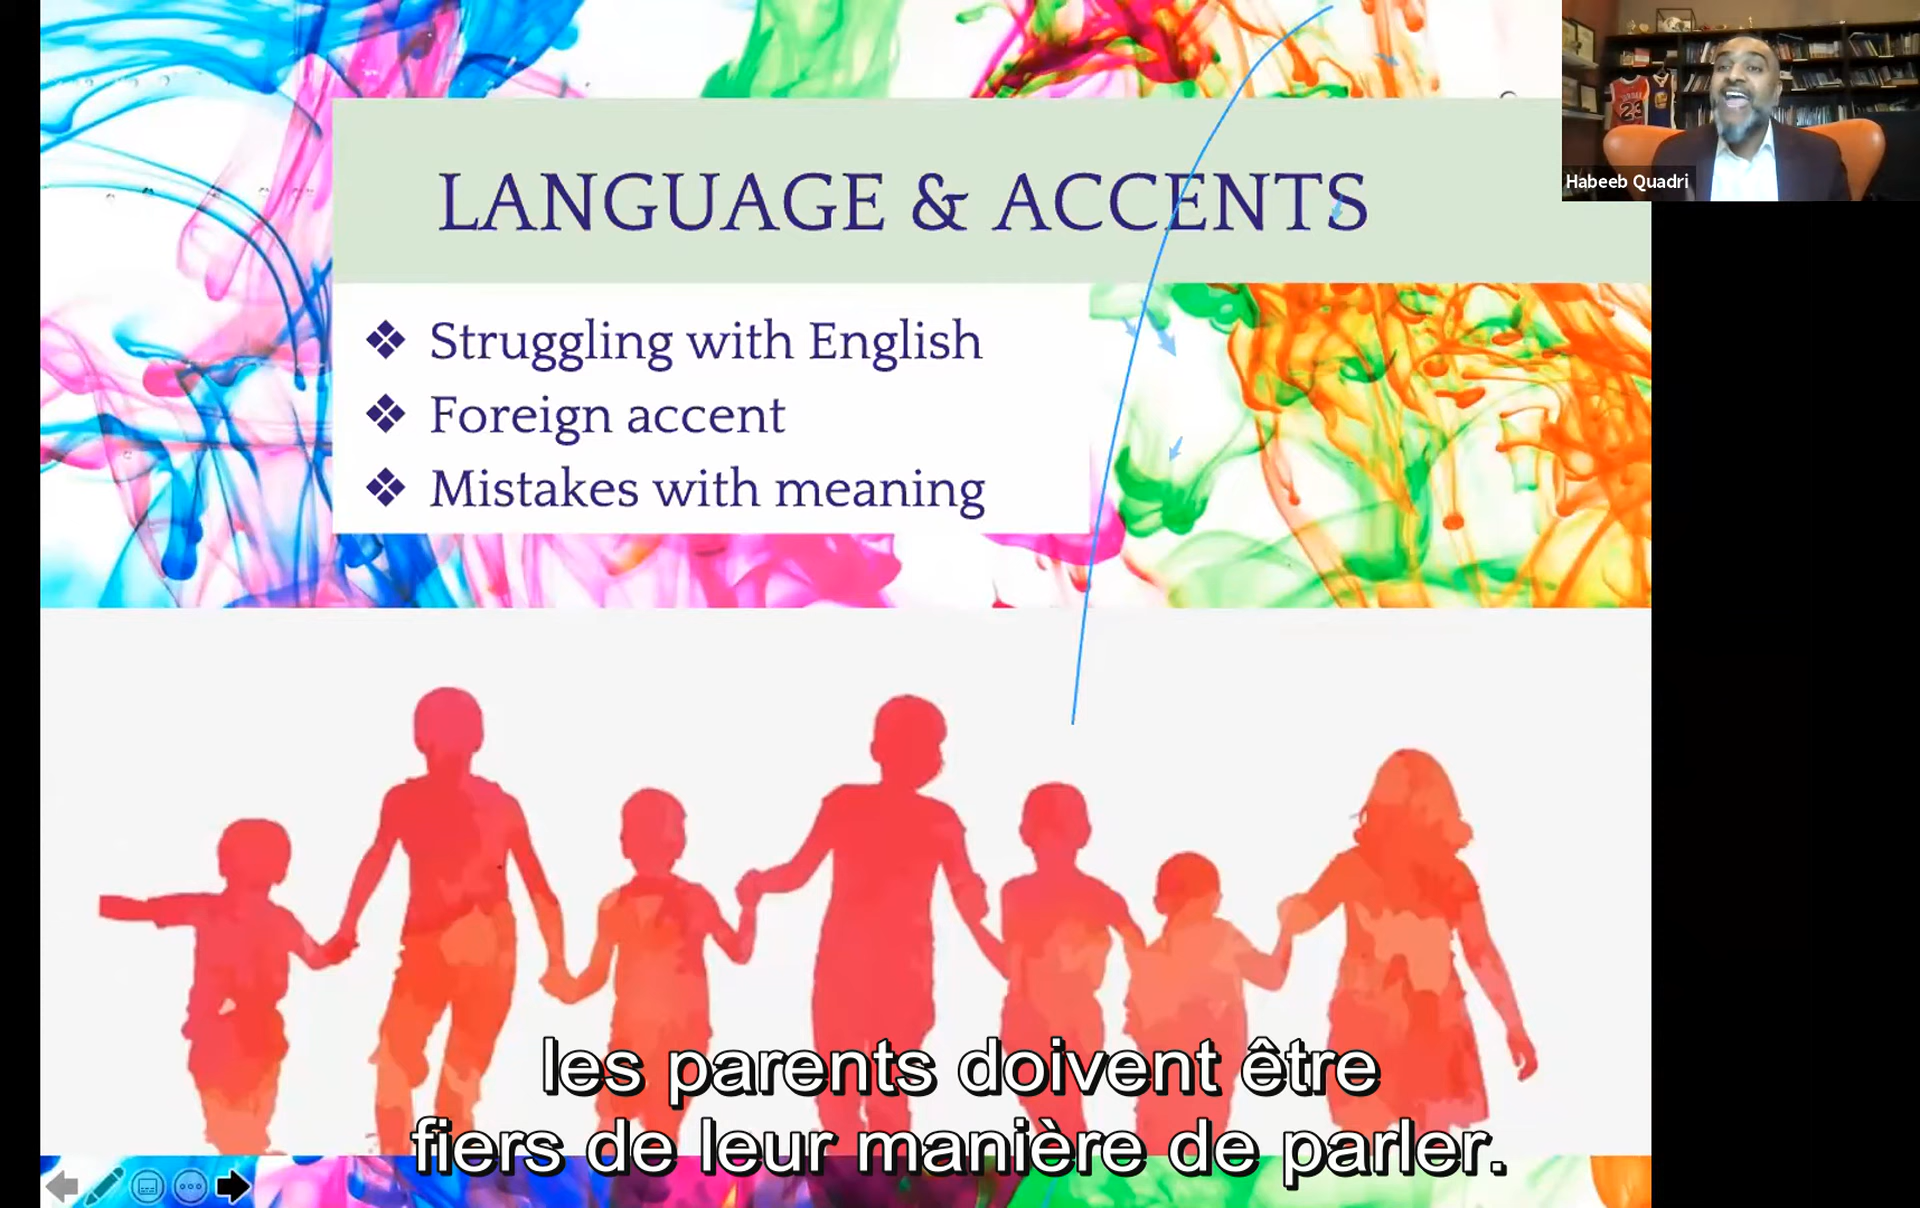 LANGUAGE & ACCENTS
Struggling with English
Foreign accent
Mistakes with meaning
Habeeb Quadri
23
les parents doivent être
fiers de leur manière de parler.